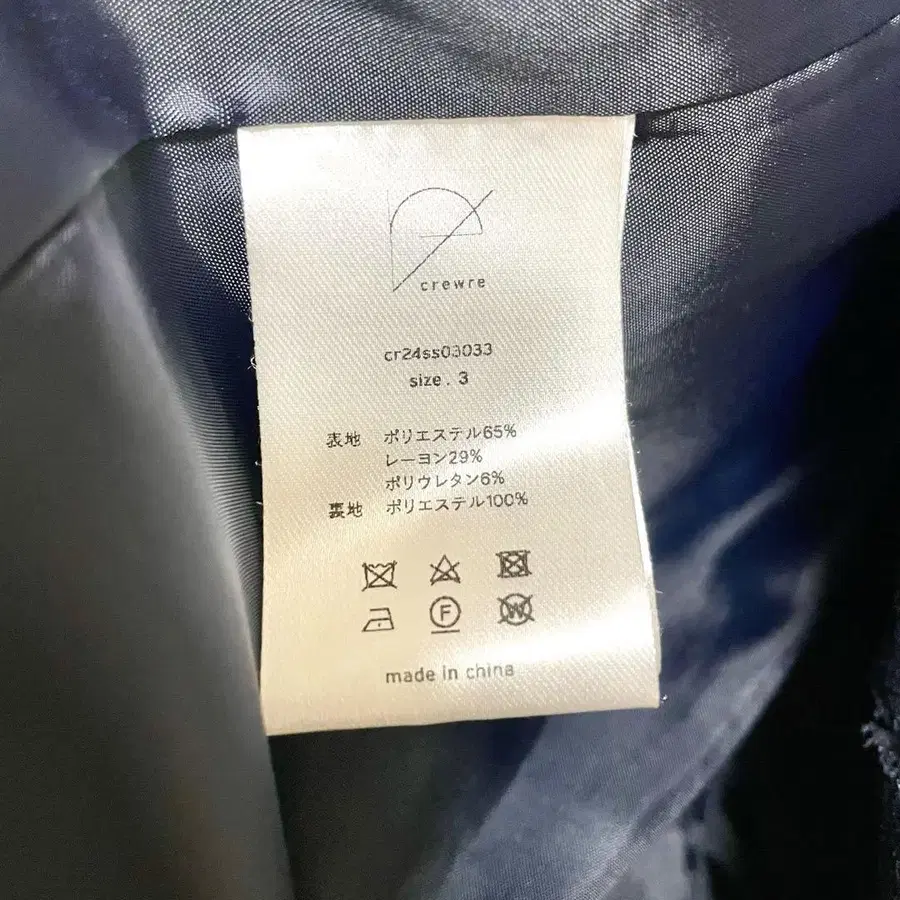 crewre
cr24ss03033
size . 3
表地 ポリエステル65%
レーヨン29%
ポリウレタン6%
裏地 ポリエステル100%
F W
made in china